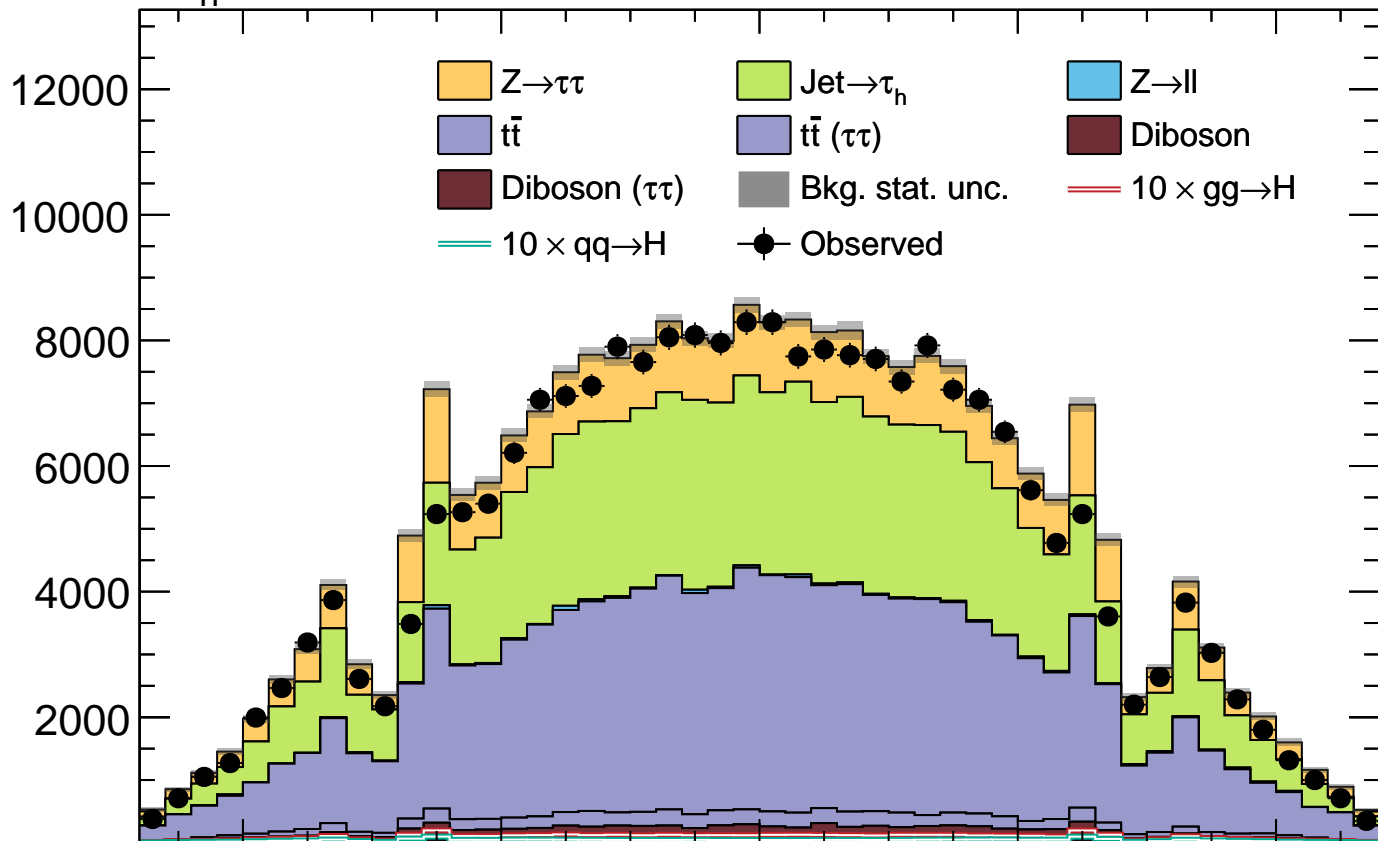 12000
10000
8000
6000
4000
2000
Z→ττ Jet→τh Z→ll
tt̄ tt̄ (ττ) Diboson
Diboson (ττ) Bkg. stat. unc. 10 × gg→H
10 × qq→H Observed